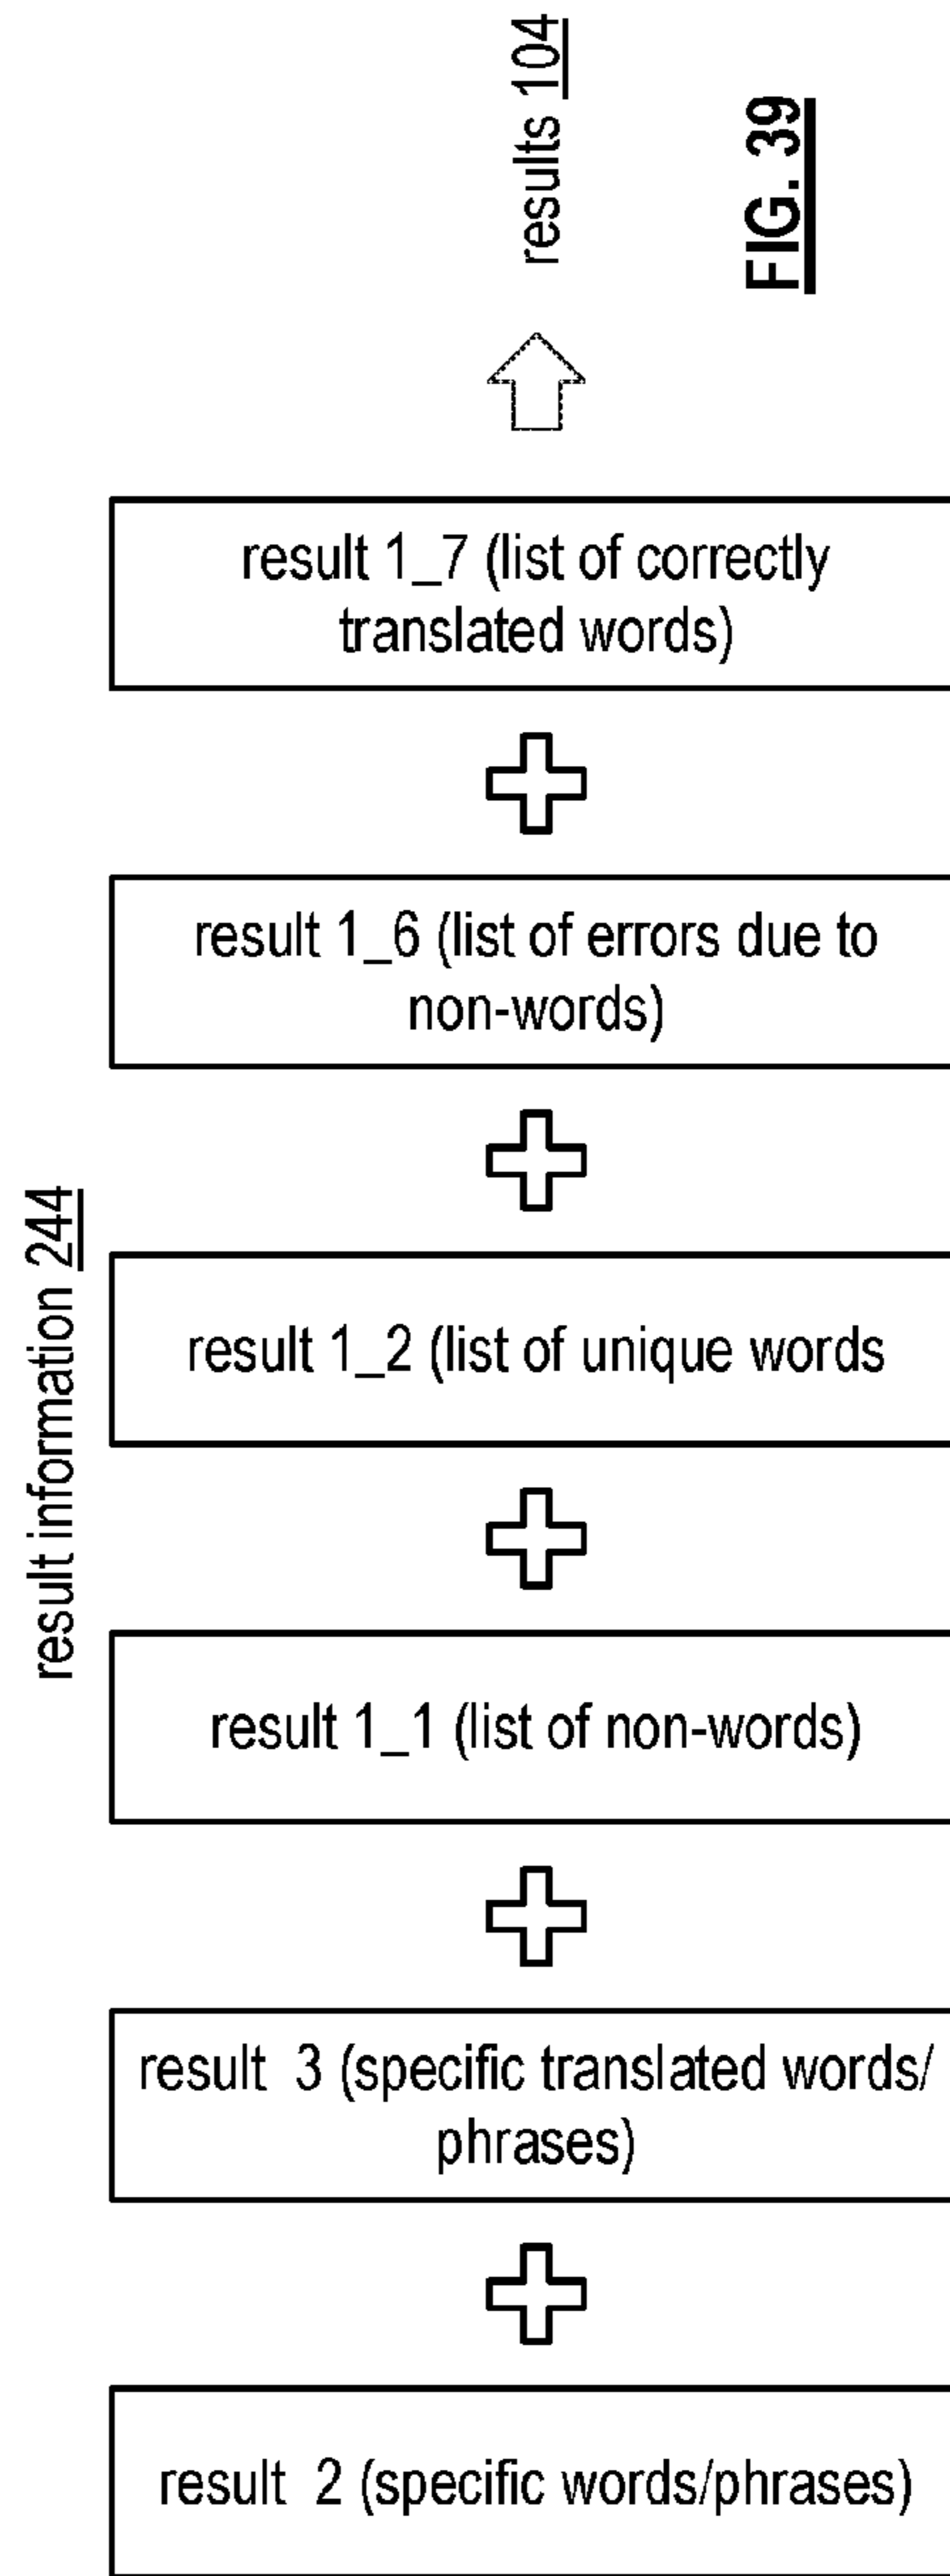 results 104
FIG. 39
result 1_7 (list of correctly
translated words)
result 1_6 (list of errors due to
non-words)
result information 244
result 1_2 (list of unique words
result 1_1 (list of non-words)
result 3 (specific translated words/
phrases)
result 2 (specific words/phrases)